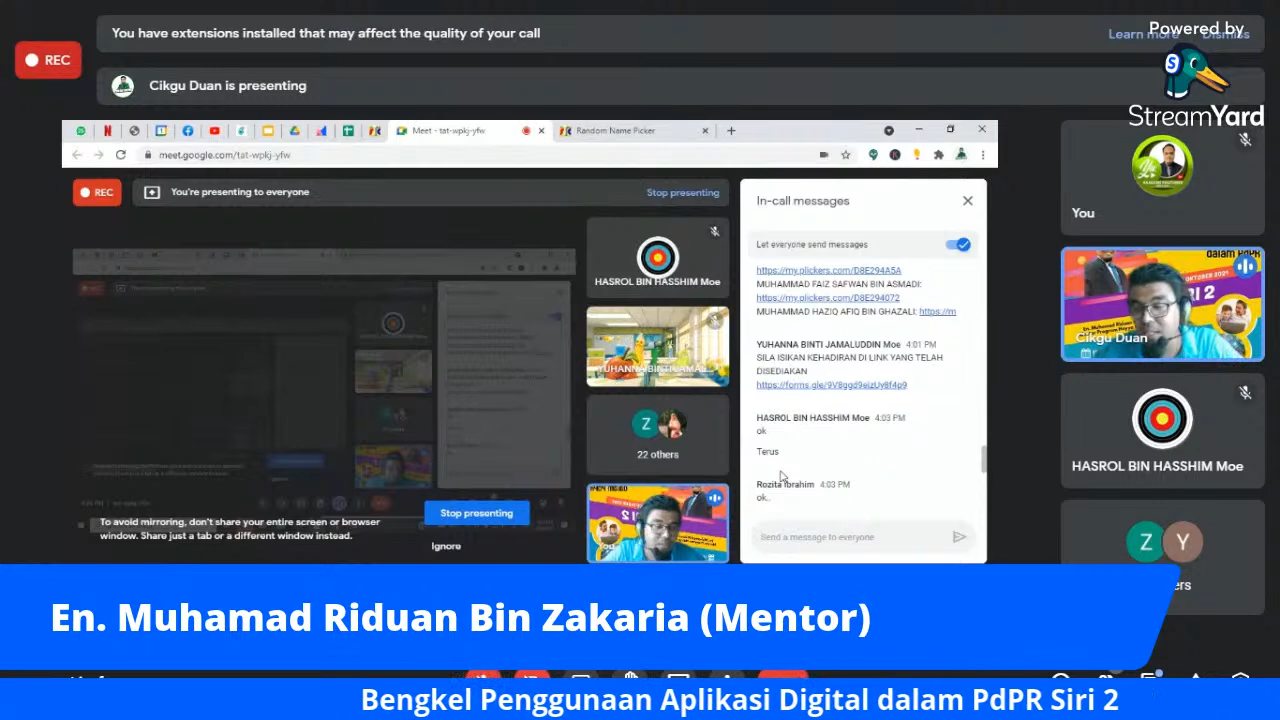 You have extensions installed that may affect the quality of your call
Learn more
Dismiss
Powered by
StreamYard
REC
Cikgu Duan is presenting
Meet - tat-wpkj-yfw
Random Name Picker
meet.google.com/tat-wpkj-yfw
REC
You're presenting to everyone
Stop presenting
HASROL BIN HASSHIM Moe
22 others
To avoid mirroring, don't share your entire screen or browser
window. Share just a tab or a different window instead.
Stop presenting
Ignore
In-call messages
Let everyone send messages
https://my.plickers.com/D8E294A5A
MUHAMMAD FAIZ SAFWAN BIN ASMADI:
https://my.plickers.com/D8E294072
MUHAMMAD HAZIQ AFIQ BIN GHAZALI: https://m
YUHANNA BINTI JAMALUDDIN Moe 4:01 PM
SILA ISIKAN KEHADIRAN DI LINK YANG TELAH
DISEDIAKAN
https://forms.gle/9V8ggd9eizUy8f4p9
HASROL BIN HASSHIM Moe 4:03 PM
ok
Terus
Rozita Ibrahim 4:03 PM
ok..
Send a message to everyone
You
Cikgu Duan
HASROL BIN HASSHIM Moe
Z
Y
En. Muhamad Riduan Bin Zakaria (Mentor)
Bengkel Penggunaan Aplikasi Digital dalam PdPR Siri 2